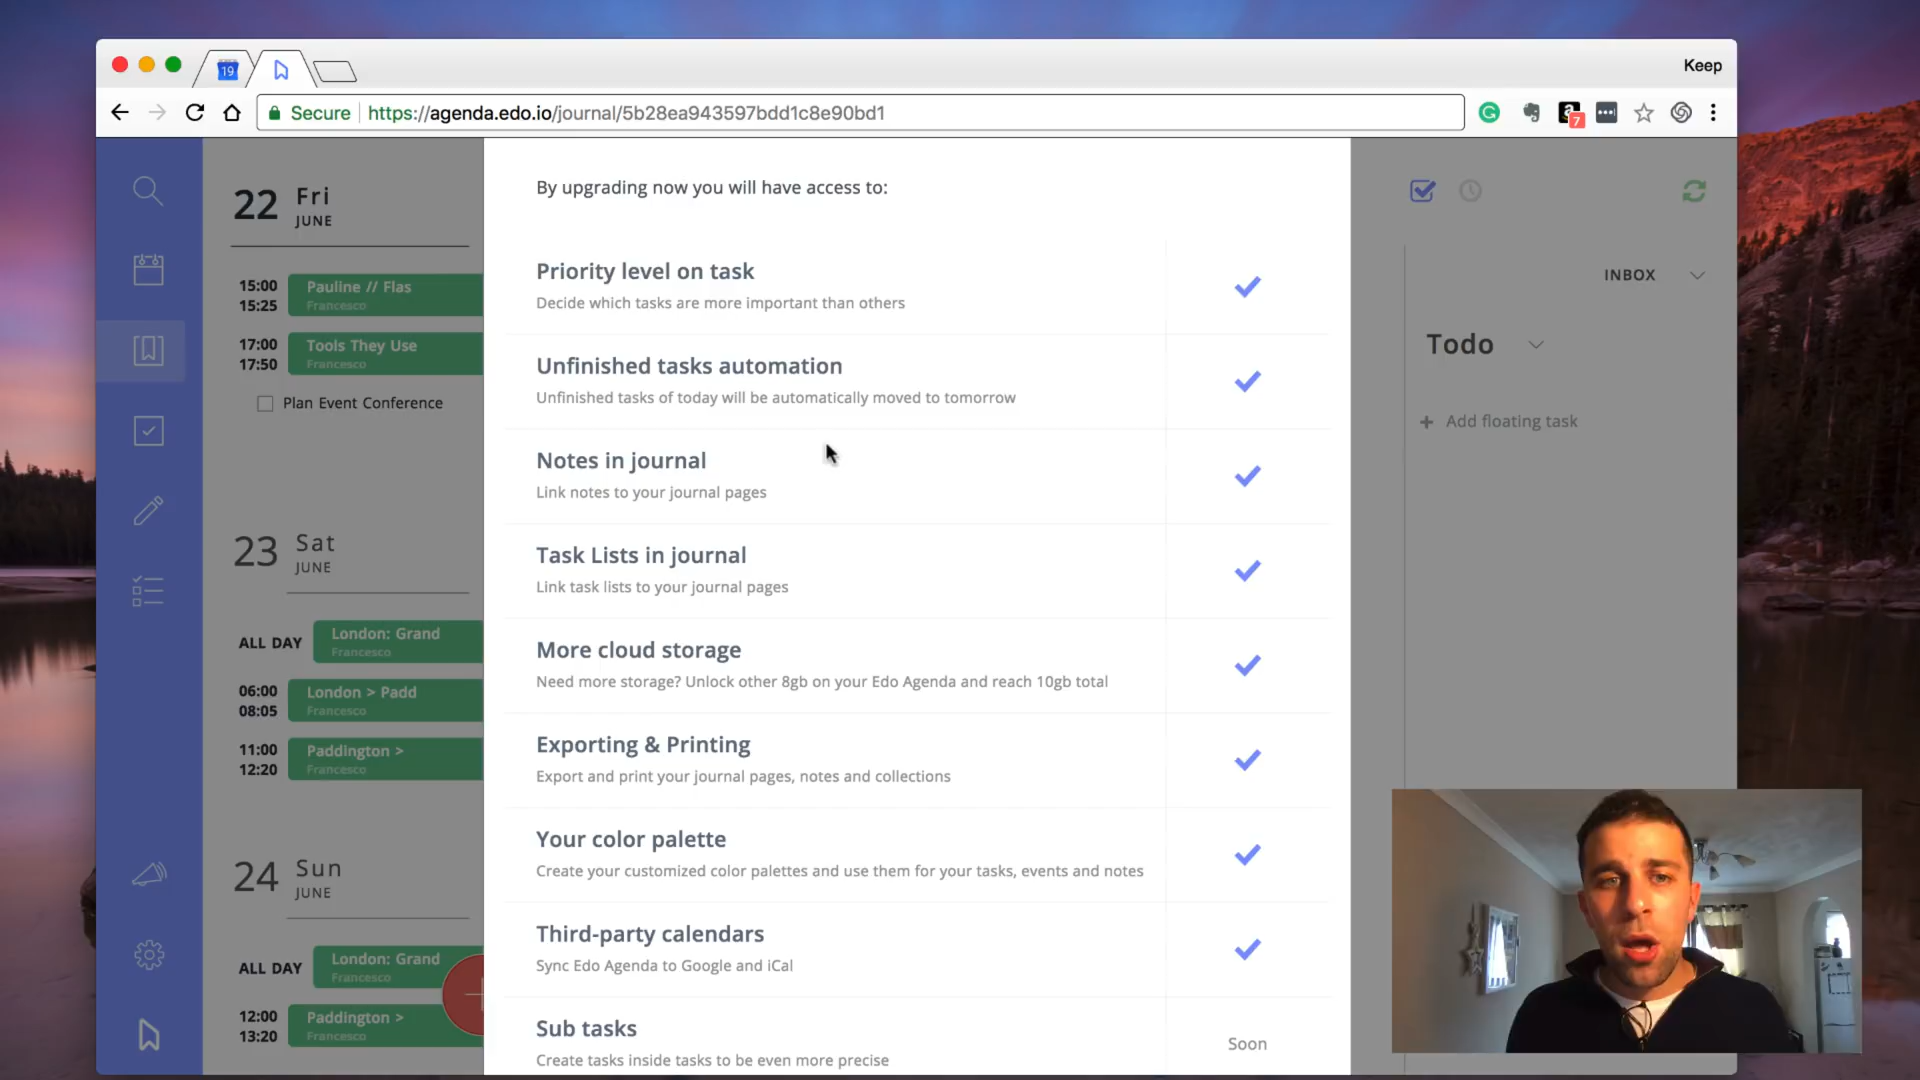 19
Keep
Secure
https://agenda.edo.io/journal/5b28ea943597bdd1c8e90bd1
7
22 Fri
JUNE
15:00
15:25
Pauline // Flas
Francesco
17:00
17:50
Tools They Use
Francesco
Plan Event Conference
23 Sat
JUNE
ALL DAY
London: Grand
Francesco
06:00
08:05
London > Padd
Francesco
11:00
12:20
Paddington >
Francesco
24 Sun
JUNE
ALL DAY
London: Grand
Francesco
12:00
13:20
Paddington >
Francesco
By upgrading now you will have access to:
Priority level on task
Decide which tasks are more important than others
Unfinished tasks automation
Unfinished tasks of today will be automatically moved to tomorrow
Notes in journal
Link notes to your journal pages
Task Lists in journal
Link task lists to your journal pages
More cloud storage
Need more storage? Unlock other 8gb on your Edo Agenda and reach 10gb total
Exporting & Printing
Export and print your journal pages, notes and collections
Your color palette
Create your customized color palettes and use them for your tasks, events and notes
Third-party calendars
Sync Edo Agenda to Google and iCal
Sub tasks
Create tasks inside tasks to be even more precise
Soon
INBOX
Todo
+ Add floating task